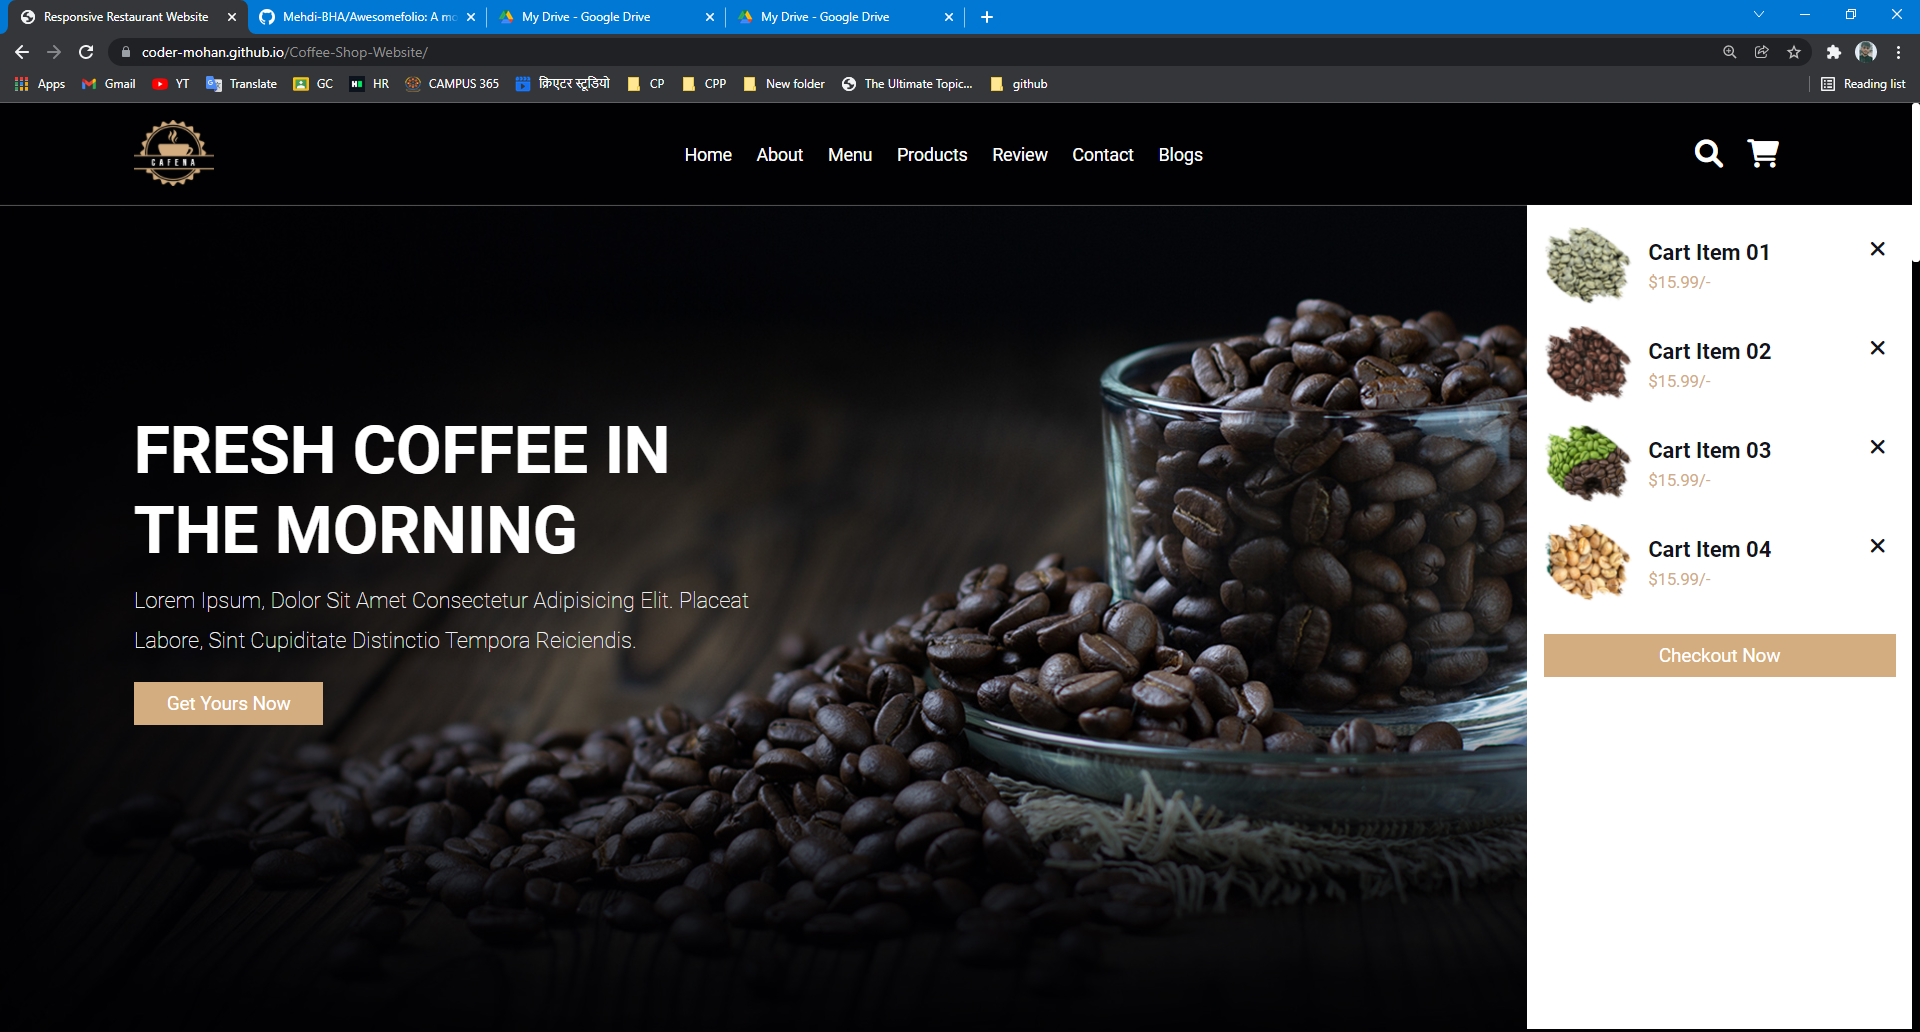 Responsive Restaurant Website
Mehdi-BHA/Awesomefolio: A mo
My Drive - Google Drive
My Drive - Google Drive
coder-mohan.github.io/Coffee-Shop-Website/
Apps
Gmail
YT
Translate
GC
HR
CAMPUS 365
क्रिएटर स्टूडियो
CP
CPP
New folder
The Ultimate Topic...
github
Reading list
CAFENA
Home
About
Menu
Products
Review
Contact
Blogs
FRESH COFFEE IN
THE MORNING
Lorem Ipsum, Dolor Sit Amet Consectetur Adipisicing Elit. Placeat
Labore, Sint Cupiditate Distinctio Tempora Reiciendis.
Get Yours Now
Cart Item 01
$15.99/-
Cart Item 02
$15.99/-
Cart Item 03
$15.99/-
Cart Item 04
$15.99/-
Checkout Now